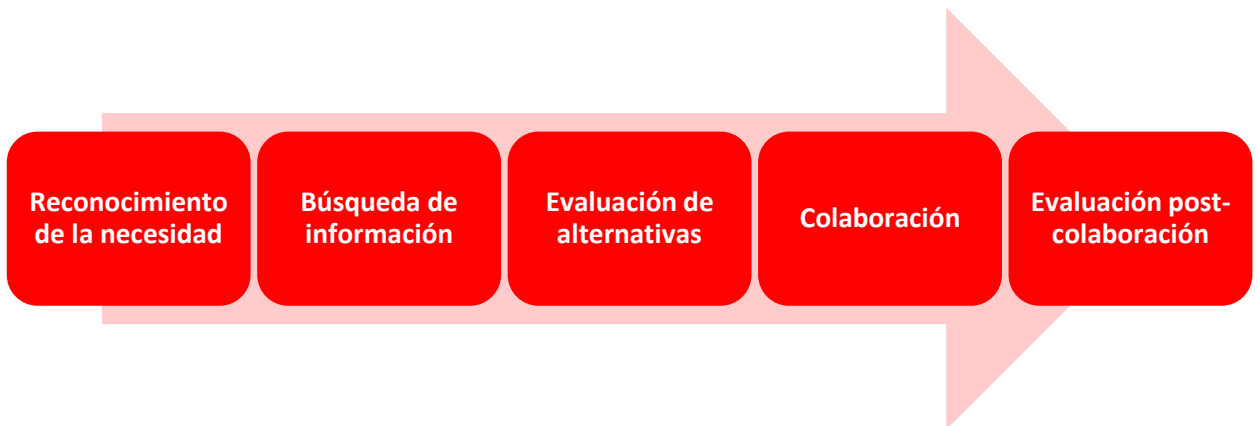 Reconocimiento
de la necesidad
Búsqueda de
información
Evaluación de
alternativas
Colaboración
Evaluación post-
colaboración